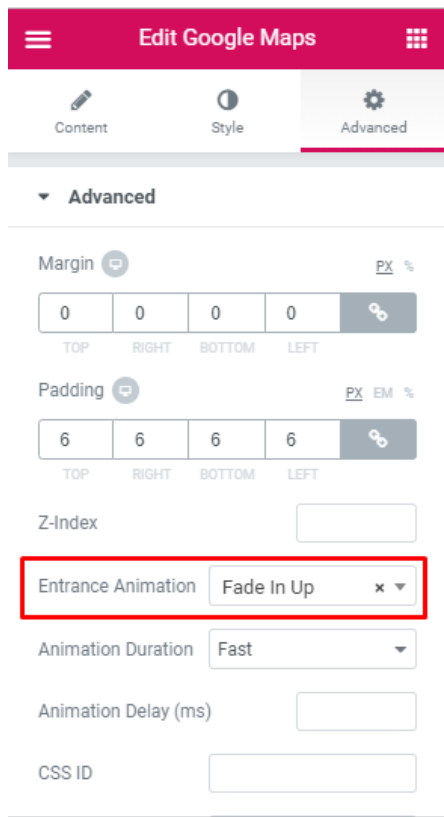 Edit Google Maps
Content Style Advanced
Advanced
Margin PX %
0 0 0 0
TOP RIGHT BOTTOM LEFT
Padding PX EM %
6 6 6 6
TOP RIGHT BOTTOM LEFT
Z-Index
Entrance Animation Fade In Up ×
Animation Duration Fast
Animation Delay (ms)
CSS ID